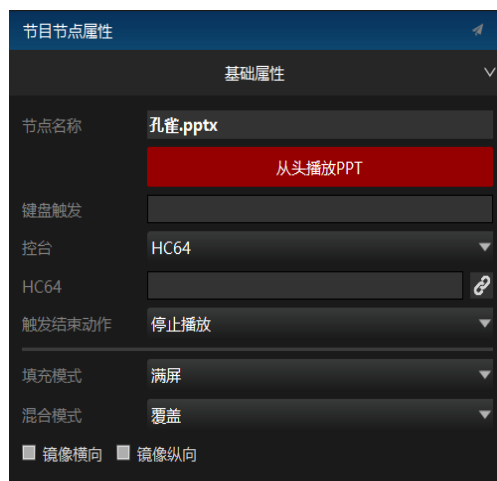 节目节点属性
基础属性
节点名称 孔雀.pptx
从头播放PPT
键盘触发
控台 HC64
HC64
触发结束动作 停止播放
填充模式 满屏
混合模式 覆盖
镜像横向 镜像纵向